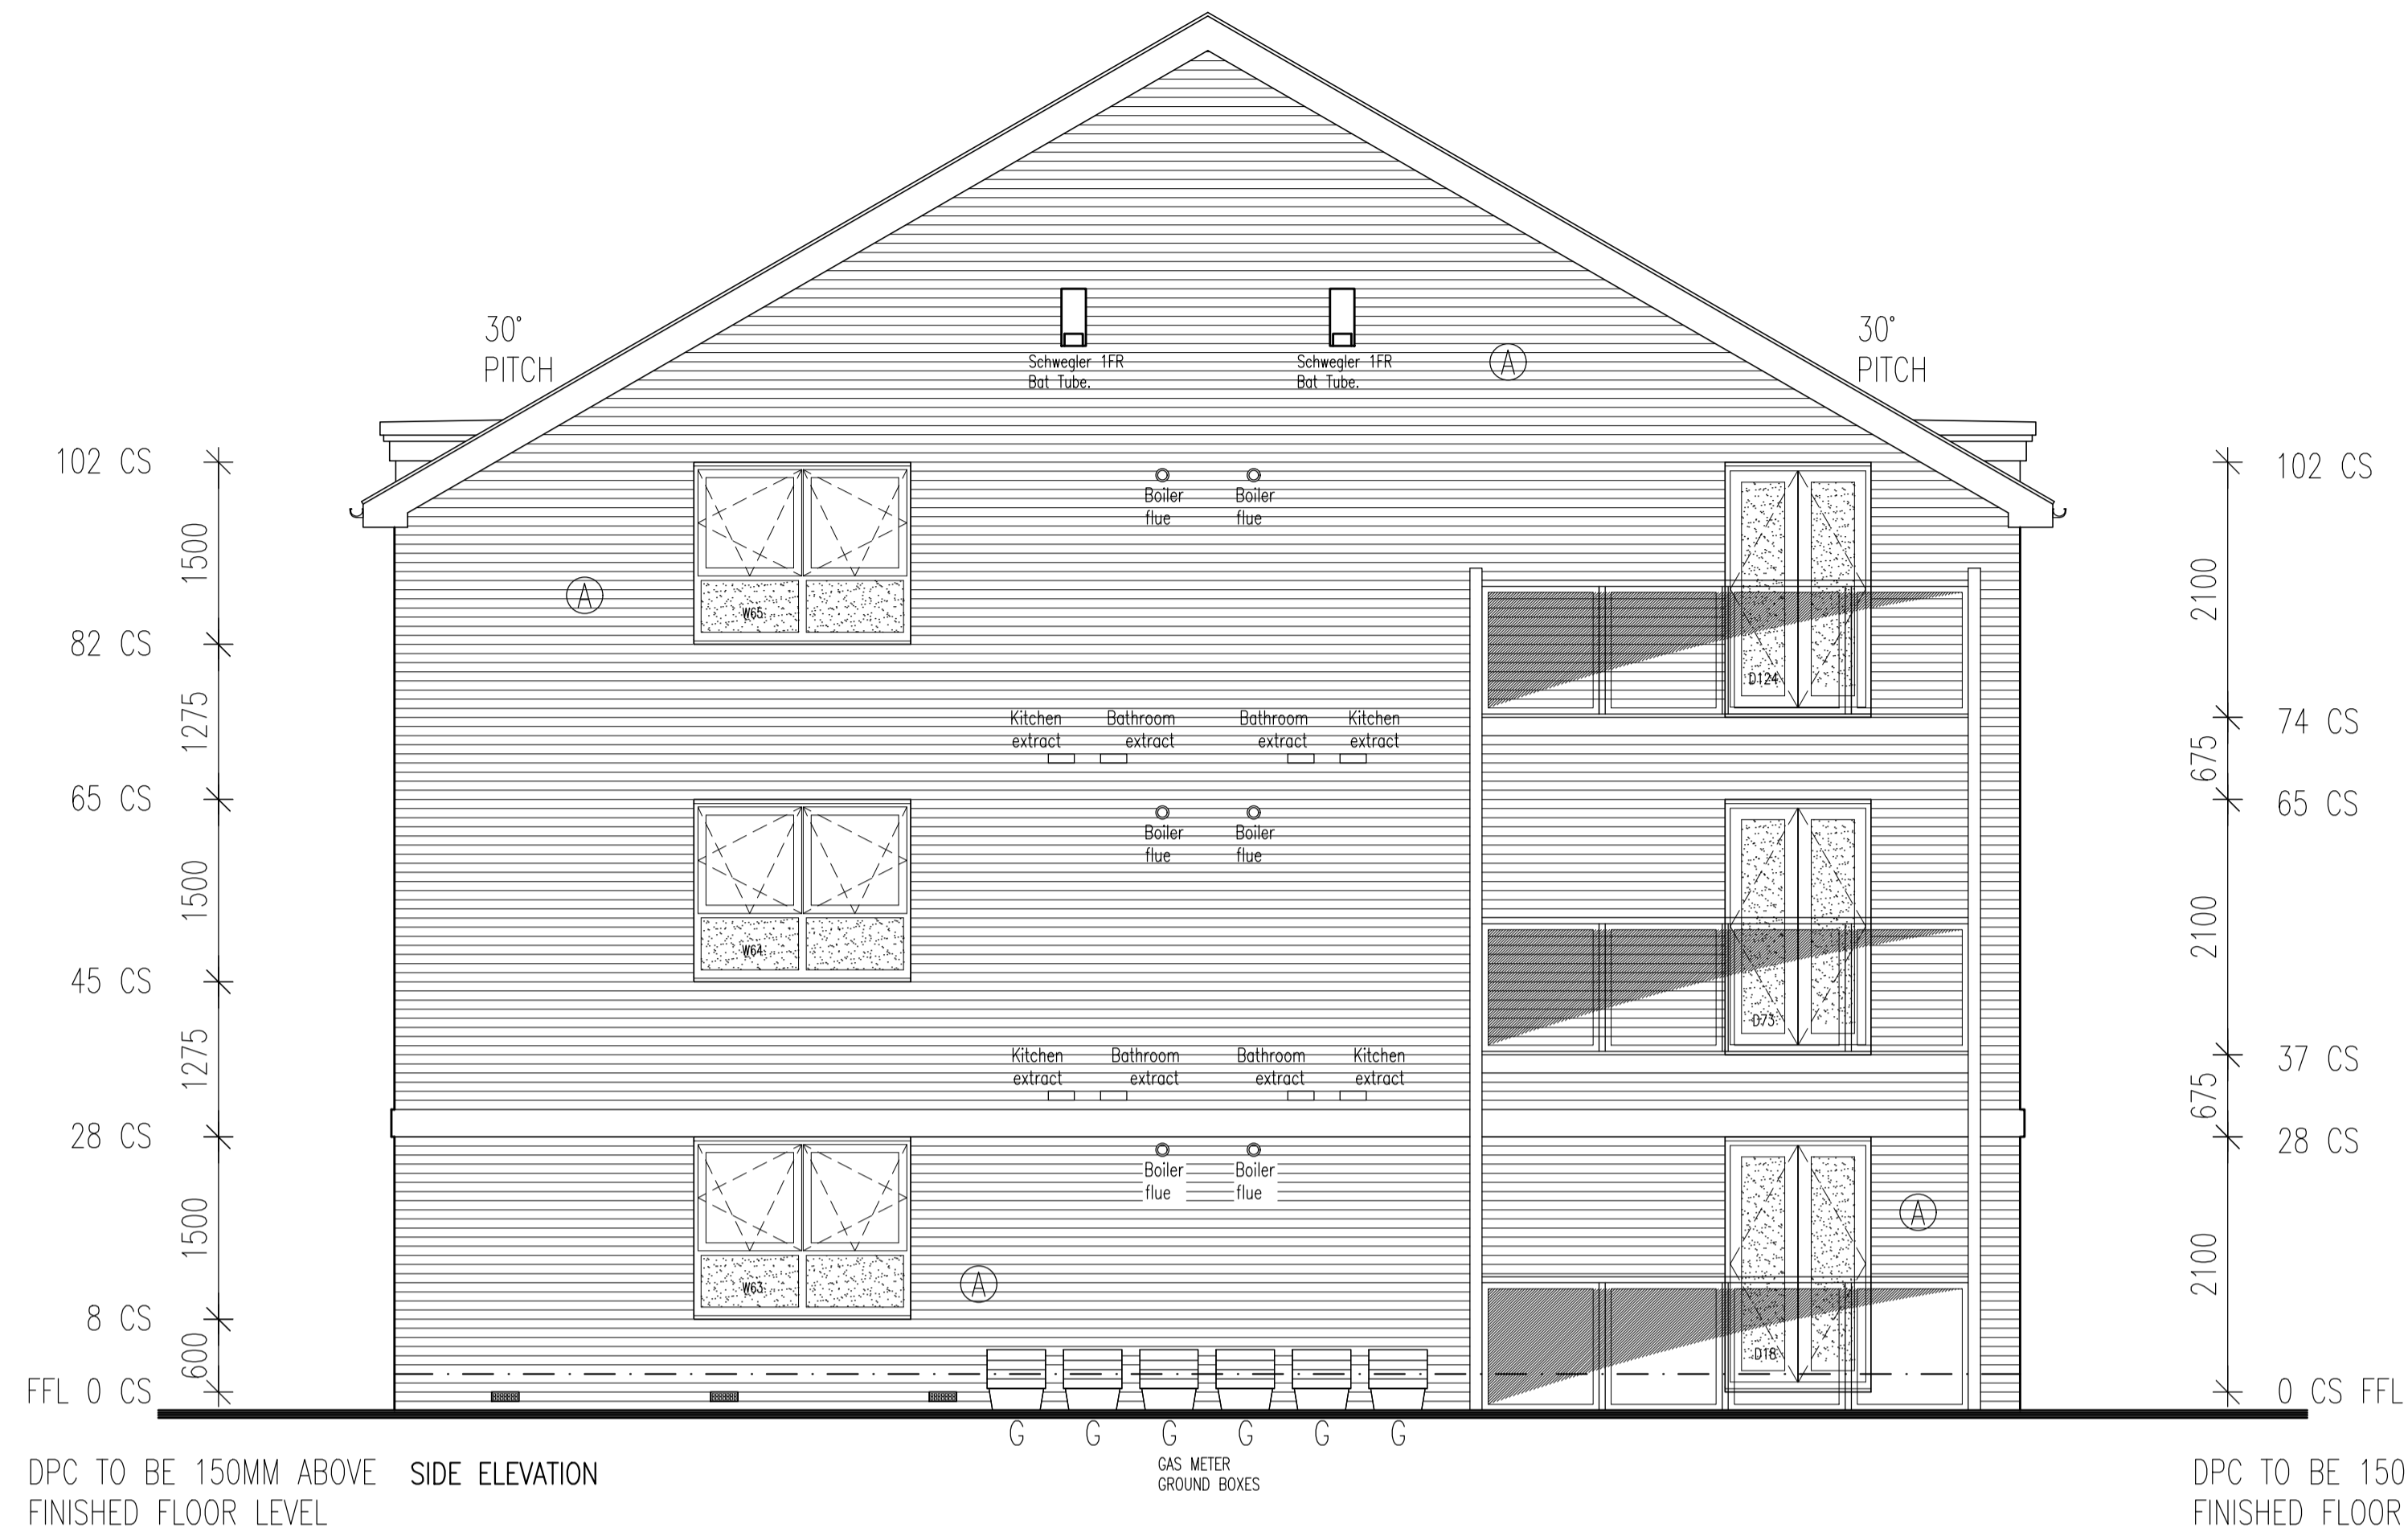 30°
PITCH
30°
PITCH
Schwegler 1FR
Bat Tube.
Schwegler 1FR
Bat Tube.
A
102 CS
102 CS
Boiler
flue
Boiler
flue
1500
2100
A
W65
82 CS
D124
1275
Kitchen
extract
Bathroom
extract
Bathroom
extract
Kitchen
extract
74 CS
675
65 CS
65 CS
Boiler
flue
Boiler
flue
1500
2100
W64
45 CS
D73
1275
Kitchen
extract
Bathroom
extract
Bathroom
extract
Kitchen
extract
37 CS
675
28 CS
28 CS
Boiler
flue
Boiler
flue
A
1500
2100
W63
A
8 CS
600
D18
FFL 0 CS
0 CS FFL
G G G G G G
GAS METER
GROUND BOXES
DPC TO BE 150MM ABOVE
FINISHED FLOOR LEVEL
SIDE ELEVATION
DPC TO BE 150
FINISHED FLOOR